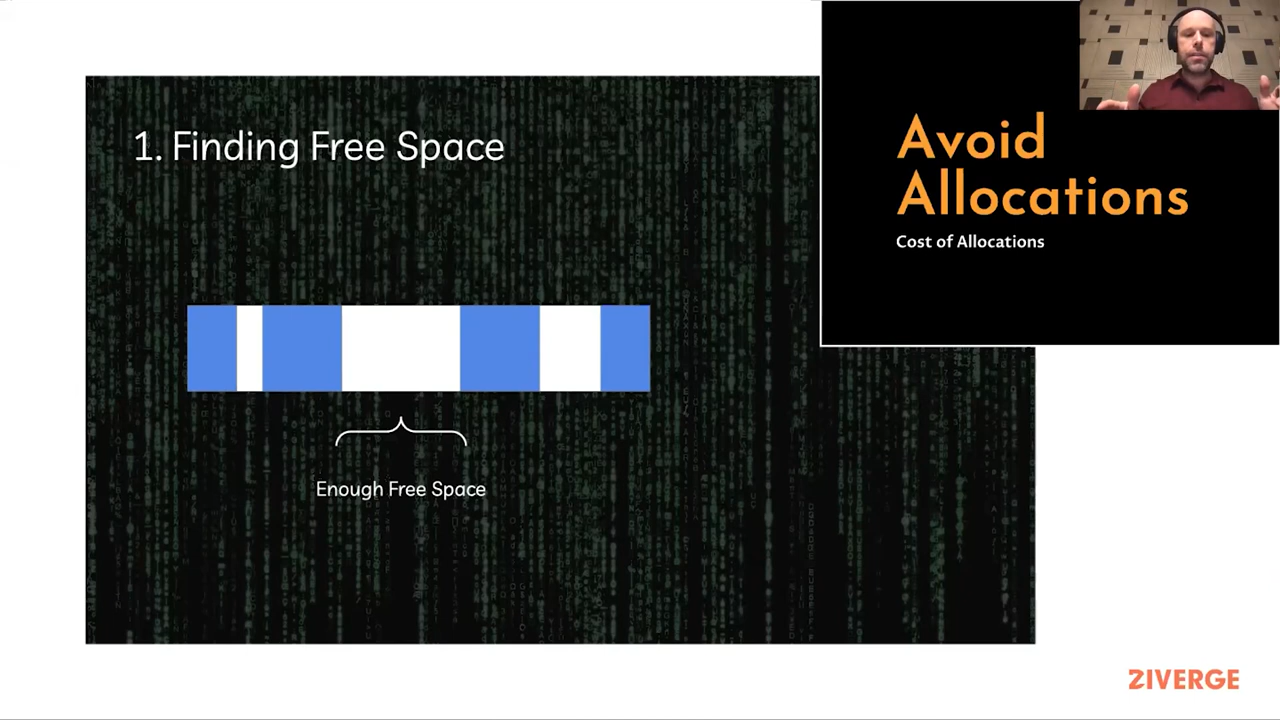 1. Finding Free Space
Enough Free Space
Avoid
Allocations
Cost of Allocations
ZIVERGE